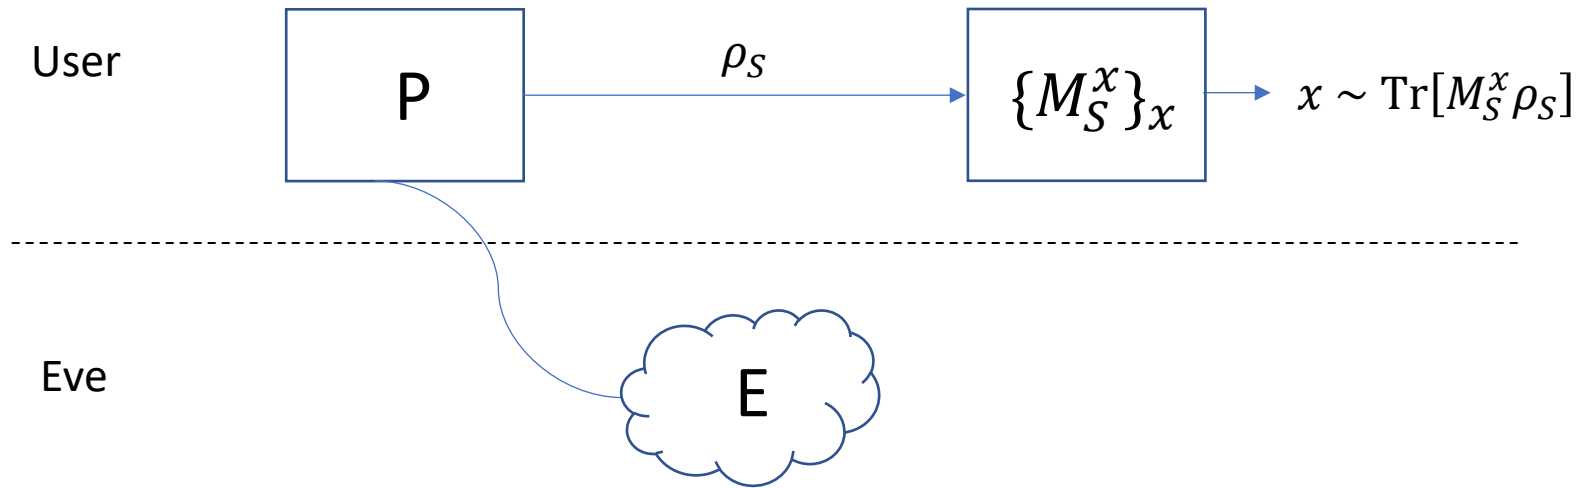 User
P
ρ_S
{M_S^x}_x
x ~ Tr[M_S^x ρ_S]
Eve
E